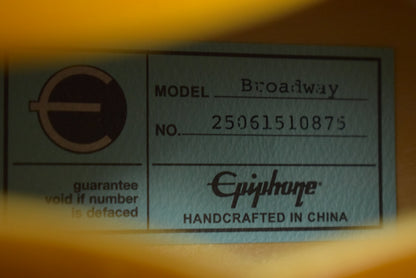 MODEL Broadway
NO. 25061510875
guarantee
void if number
is defaced
Epiphone
HANDCRAFTED IN CHINA